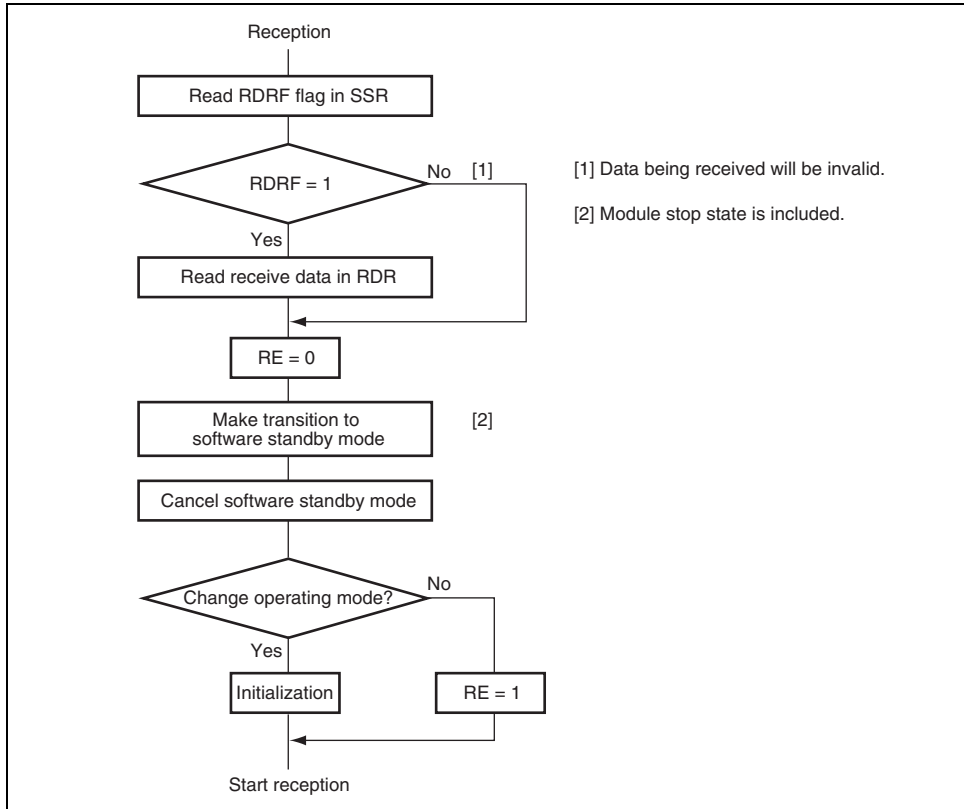 Reception
Read RDRF flag in SSR
RDRF = 1
No [1]
[1] Data being received will be invalid.
[2] Module stop state is included.
Yes
Read receive data in RDR
RE = 0
Make transition to
software standby mode
[2]
Cancel software standby mode
Change operating mode?
No
Yes
Initialization
RE = 1
Start reception